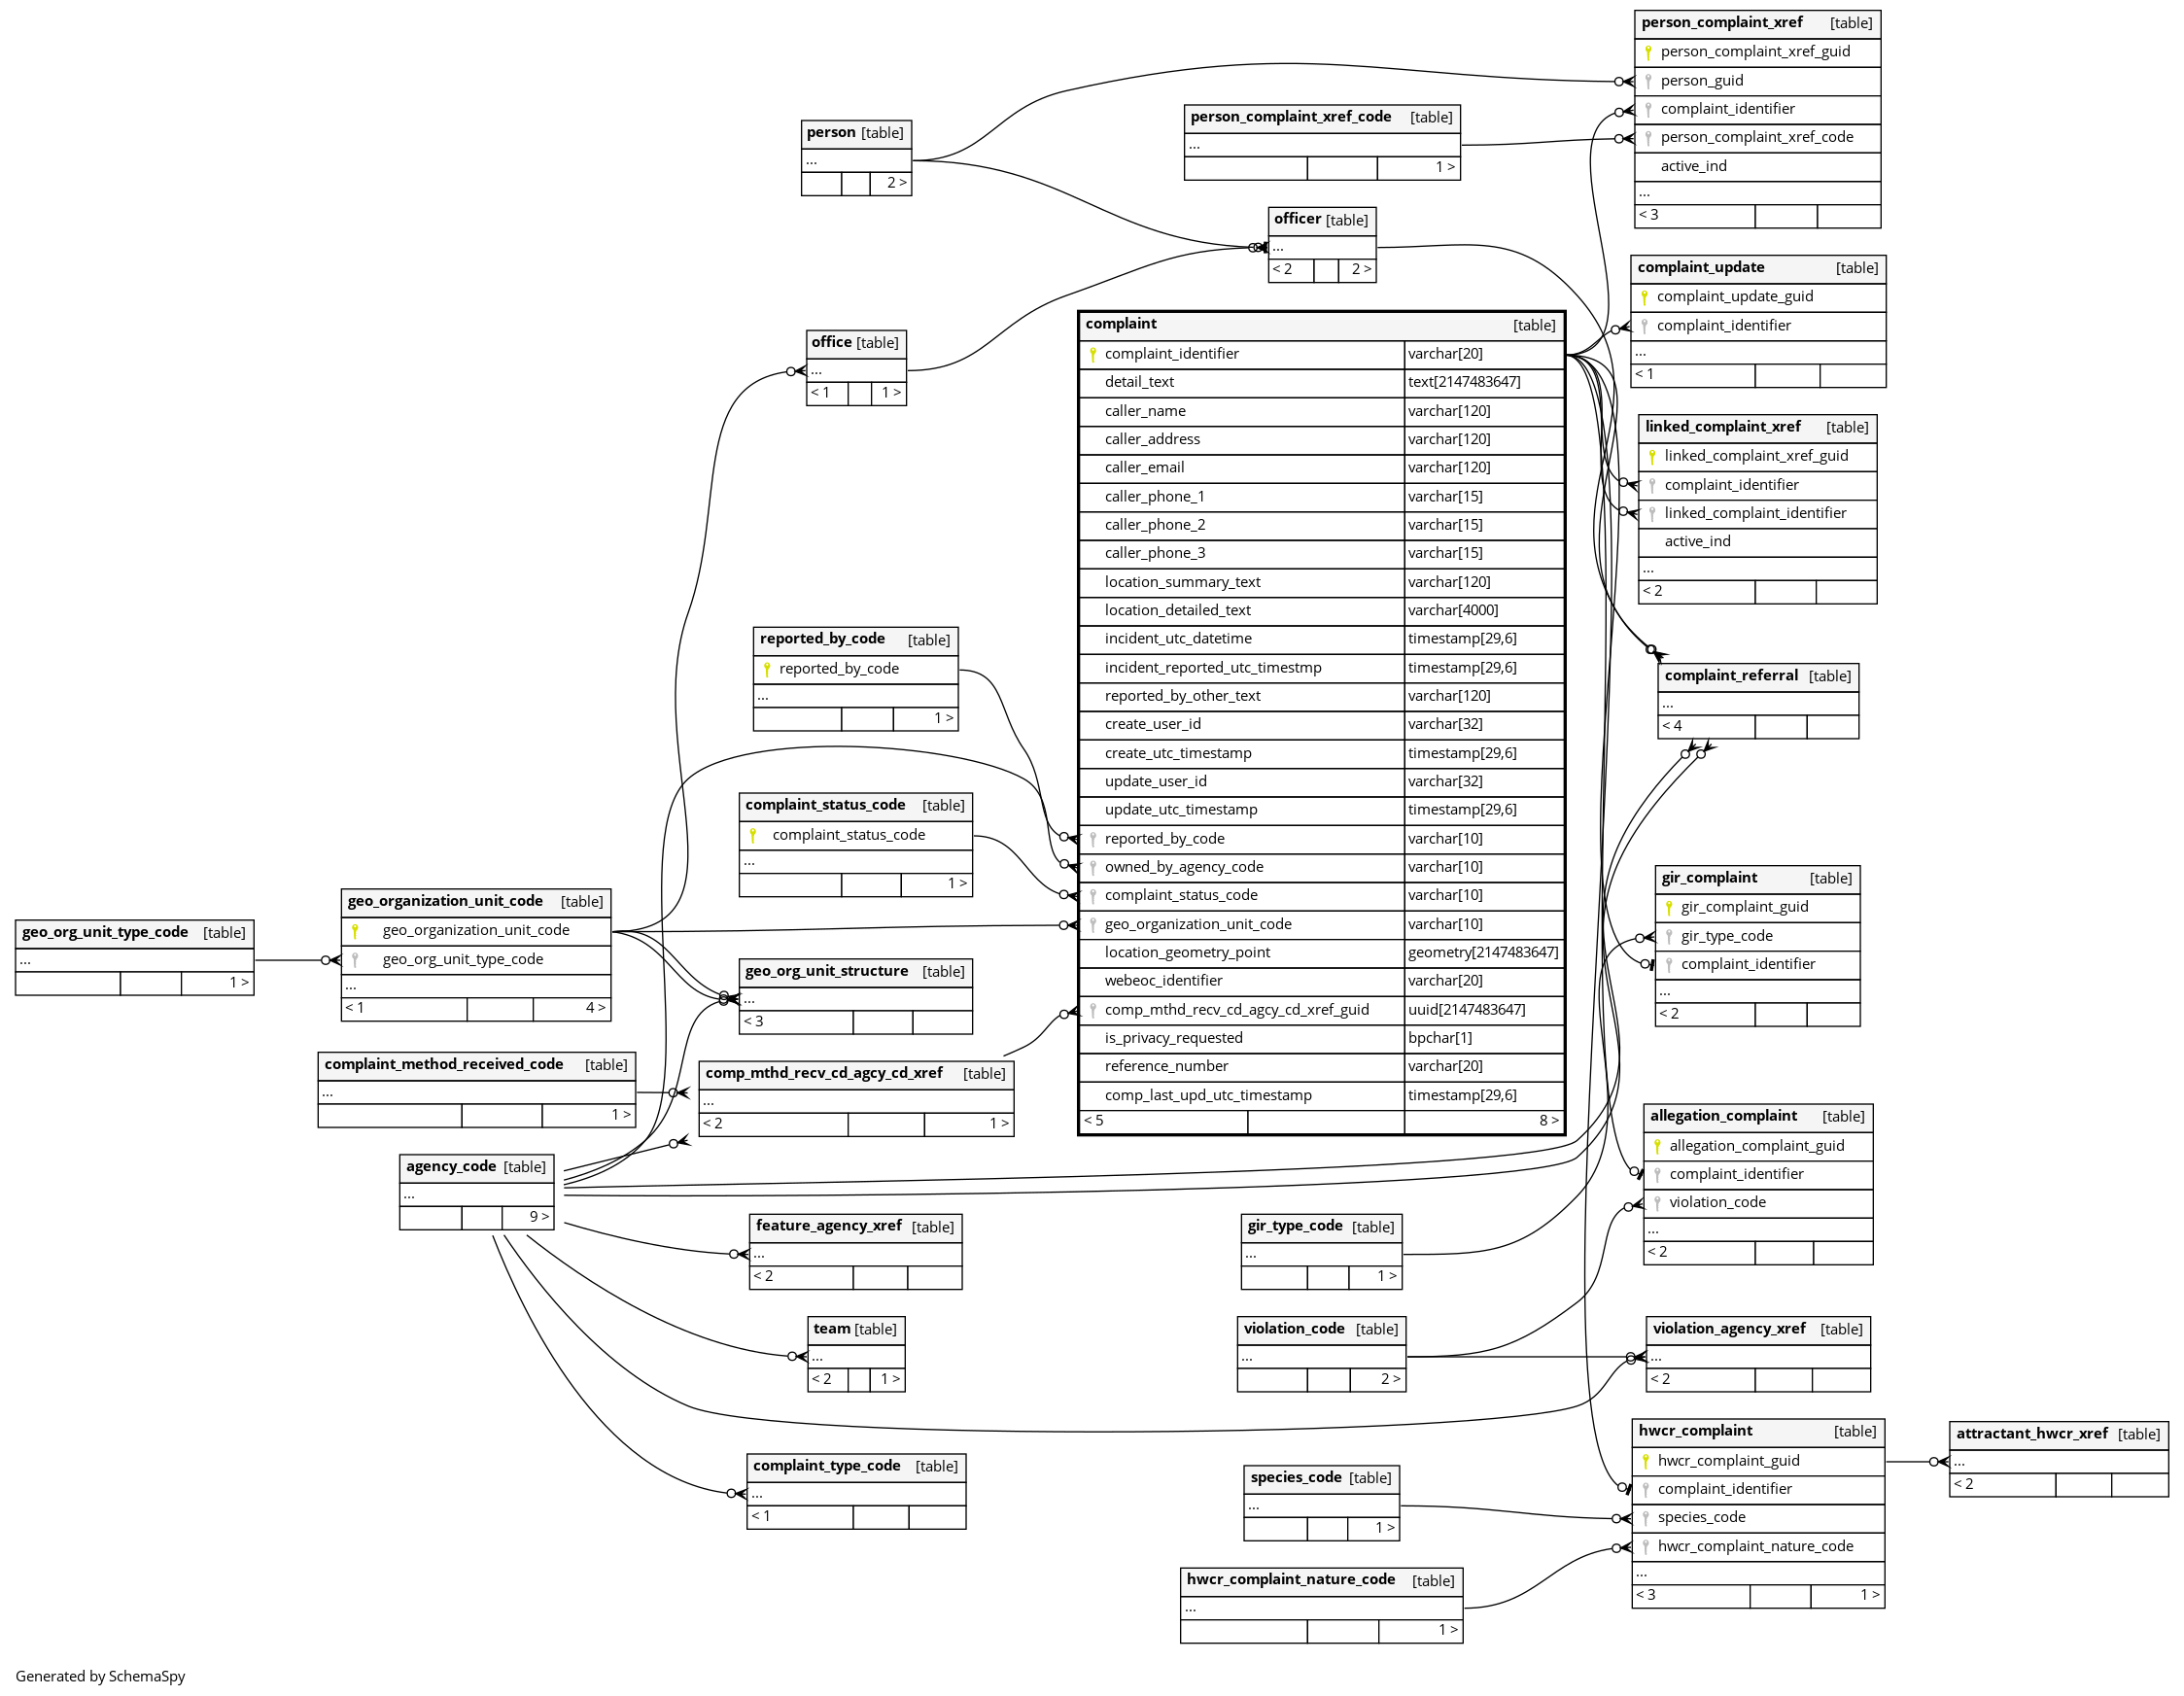 person_complaint_xref [table]
person_complaint_xref_guid
person_guid
complaint_identifier
person_complaint_xref_code
active_ind
...
< 3
person_complaint_xref_code [table]
...
1 >
person [table]
...
2 >
officer [table]
...
< 2 2 >
complaint_update [table]
complaint_update_guid
complaint_identifier
...
< 1
office [table]
...
< 1 1 >
complaint [table]
complaint_identifier varchar[20]
detail_text text[2147483647]
caller_name varchar[120]
caller_address varchar[120]
caller_email varchar[120]
caller_phone_1 varchar[15]
caller_phone_2 varchar[15]
caller_phone_3 varchar[15]
location_summary_text varchar[120]
location_detailed_text varchar[4000]
incident_utc_datetime timestamp[29,6]
incident_reported_utc_timestmp timestamp[29,6]
reported_by_other_text varchar[120]
create_user_id varchar[32]
create_utc_timestamp timestamp[29,6]
update_user_id varchar[32]
update_utc_timestamp timestamp[29,6]
reported_by_code varchar[10]
owned_by_agency_code varchar[10]
complaint_status_code varchar[10]
geo_organization_unit_code varchar[10]
location_geometry_point geometry[2147483647]
webeoc_identifier varchar[20]
comp_mthd_recv_cd_agcy_cd_xref_guid uuid[2147483647]
is_privacy_requested bpchar[1]
reference_number varchar[20]
comp_last_upd_utc_timestamp timestamp[29,6]
< 5 8 >
linked_complaint_xref [table]
linked_complaint_xref_guid
complaint_identifier
linked_complaint_identifier
active_ind
...
< 2
reported_by_code [table]
reported_by_code
...
1 >
complaint_referral [table]
...
< 4
complaint_status_code [table]
complaint_status_code
...
1 >
gir_complaint [table]
gir_complaint_guid
gir_type_code
complaint_identifier
...
< 2
geo_org_unit_type_code [table]
...
1 >
geo_organization_unit_code [table]
geo_organization_unit_code
geo_org_unit_type_code
...
< 1 4 >
geo_org_unit_structure [table]
...
< 3
complaint_method_received_code [table]
...
1 >
comp_mthd_recv_cd_agcy_cd_xref [table]
...
< 2 1 >
allegation_complaint [table]
allegation_complaint_guid
complaint_identifier
violation_code
...
< 2
agency_code [table]
...
9 >
feature_agency_xref [table]
...
< 2
gir_type_code [table]
...
1 >
team [table]
...
< 2 1 >
violation_code [table]
...
2 >
violation_agency_xref [table]
...
< 2
complaint_type_code [table]
...
< 1
species_code [table]
...
1 >
hwcr_complaint [table]
hwcr_complaint_guid
complaint_identifier
species_code
hwcr_complaint_nature_code
...
< 3 1 >
attractant_hwcr_xref [table]
...
< 2
hwcr_complaint_nature_code [table]
...
1 >
Generated by SchemaSpy